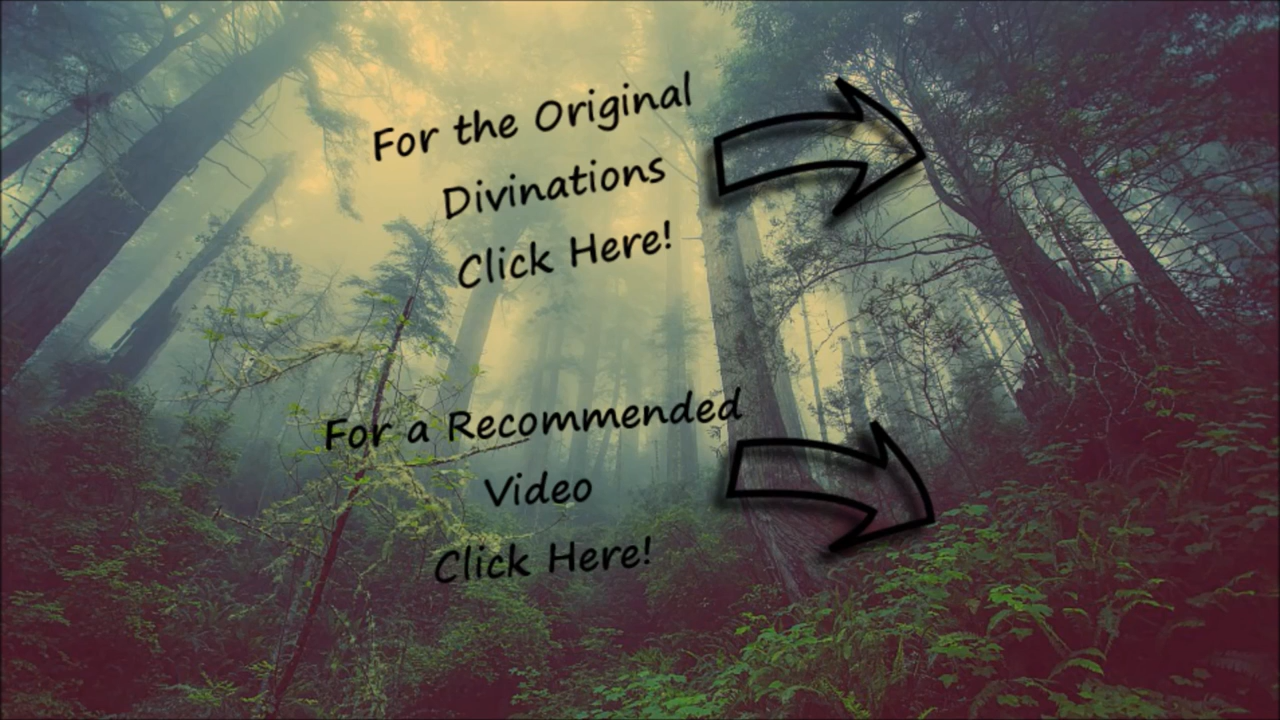 For the Original
Divinations
Click Here!
For a Recommended
Video
Click Here!